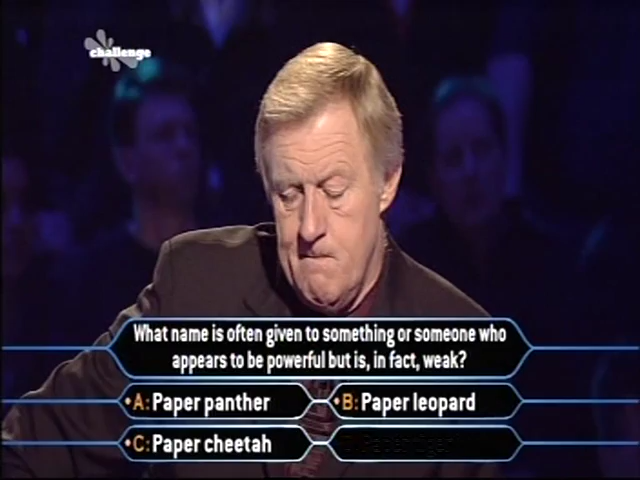 challenge
What name is often given to something or someone who
appears to be powerful but is, in fact, weak?
A: Paper panther
B: Paper leopard
C: Paper cheetah